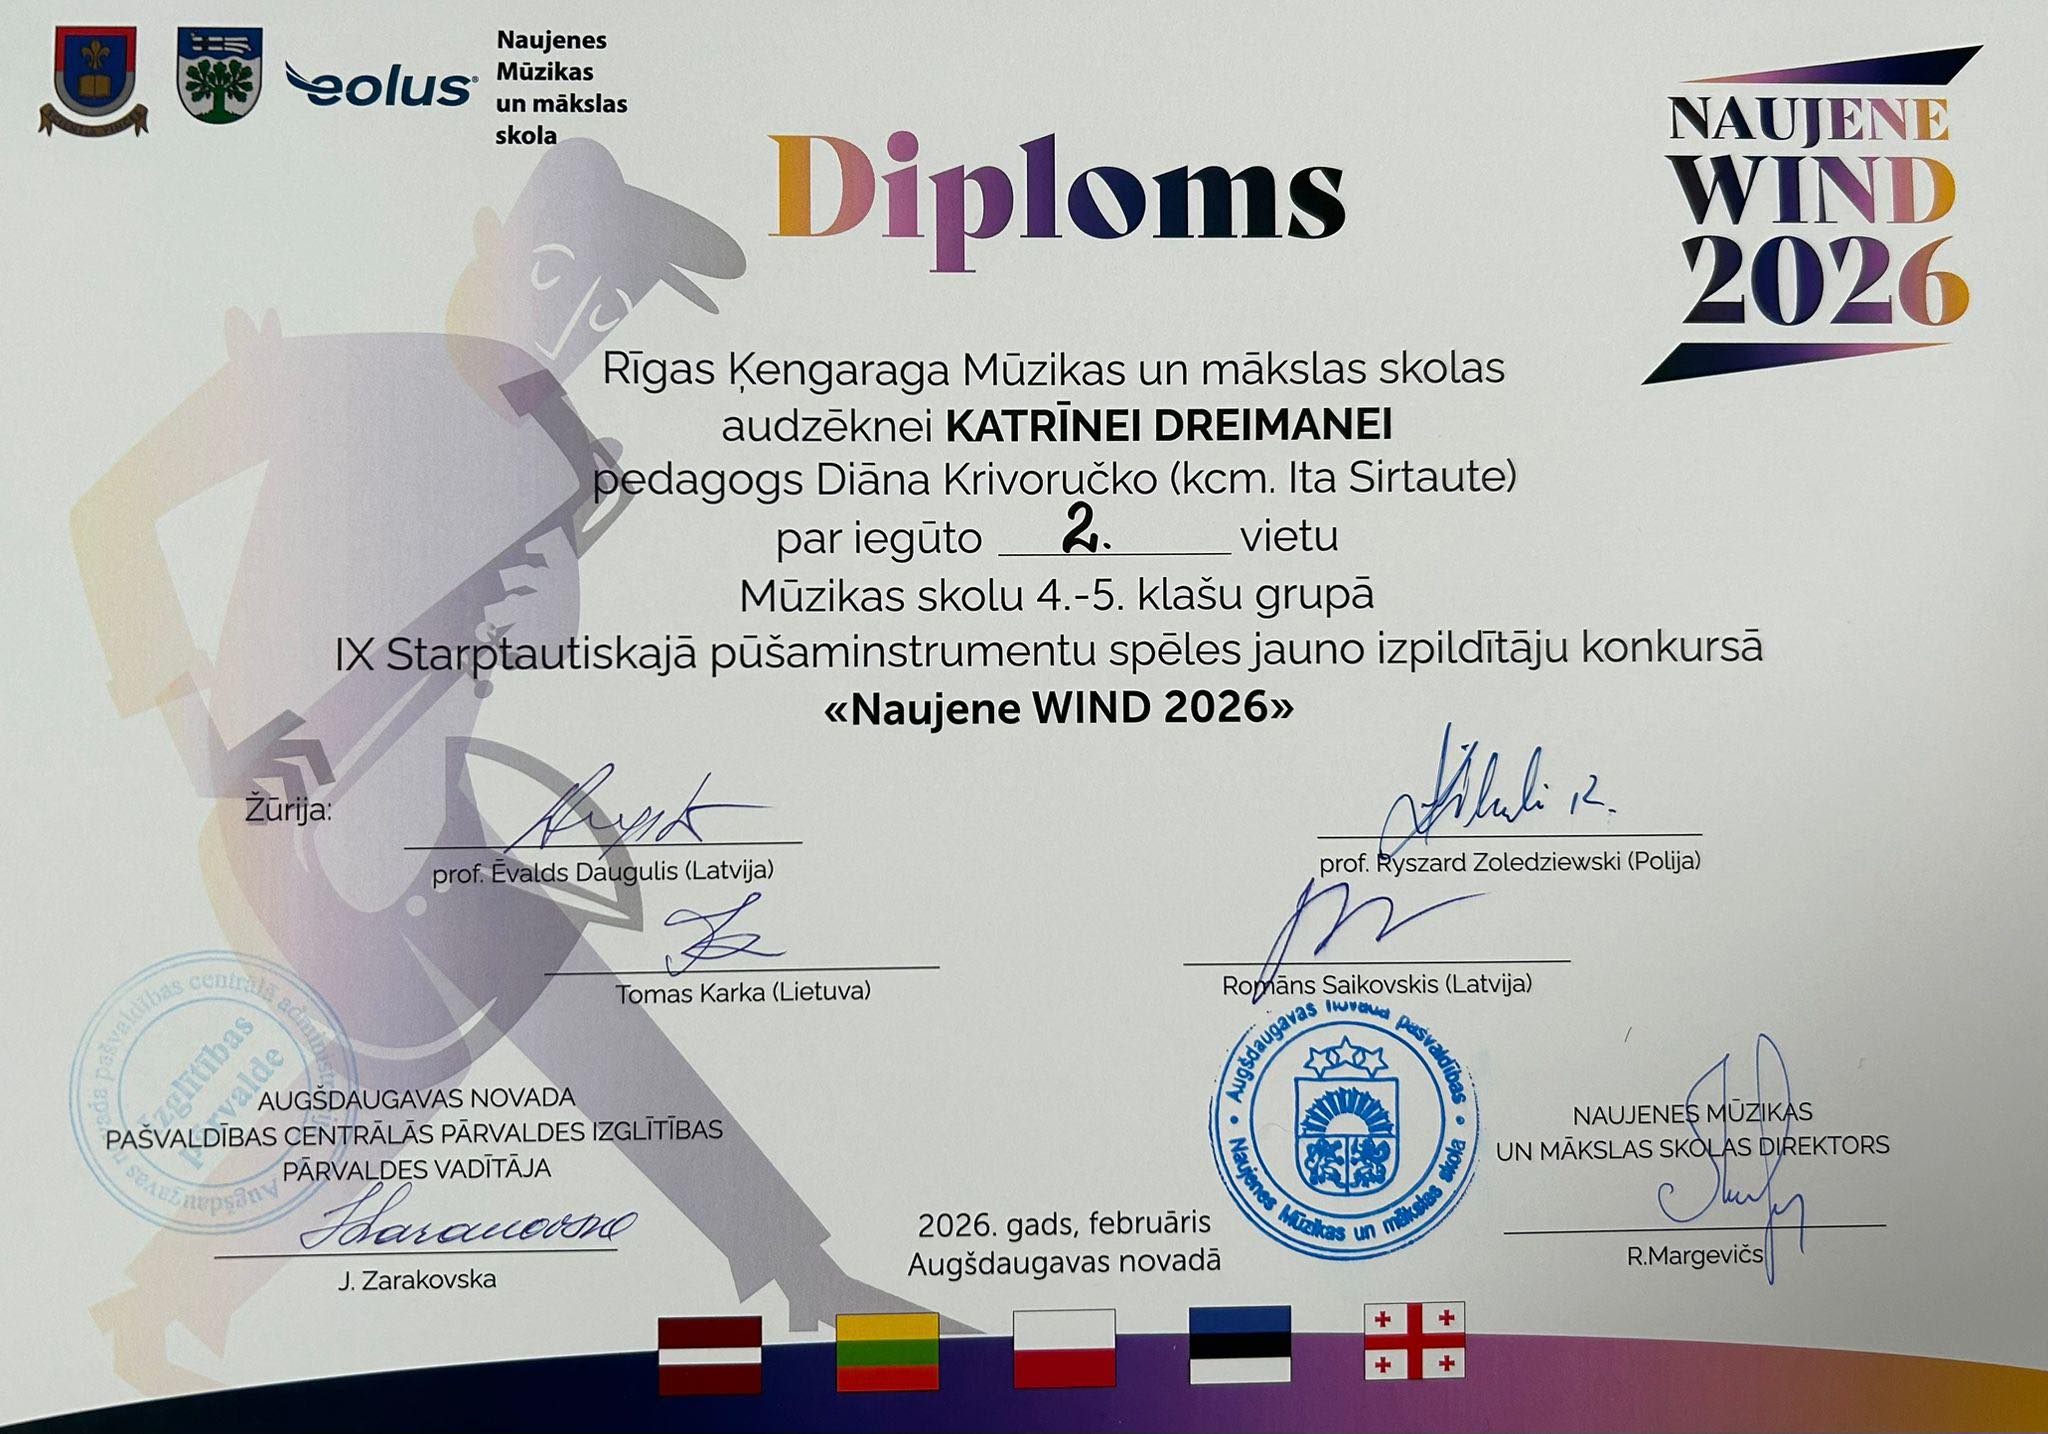 eolus
Naujenes
Mūzikas
un mākslas
skola
NAUJENE
WIND
2026
Diploms
Rīgas Ķengaraga Mūzikas un mākslas skolas
audzēknei KATRĪNEI DREIMANEI
pedagogs Diāna Krivoručko (kcm. Ita Sirtaute)
par iegūto 2. vietu
Mūzikas skolu 4.-5. klašu grupā
IX Starptautiskajā pūšaminstrumentu spēles jauno izpildītāju konkursā
«Naujene WIND 2026»
Žūrija:
prof. Ēvalds Daugulis (Latvija)
prof. Ryszard Zoledziewski (Polija)
Tomas Karka (Lietuva)
Romāns Saikovskis (Latvija)
AUGŠDAUGAVAS NOVADA
PAŠVALDĪBAS CENTRĀLĀS PĀRVALDES IZGLĪTĪBAS
PĀRVALDES VADĪTĀJA
J. Zarakovska
Izglītības
pārvalde
2026. gads, februāris
Augšdaugavas novadā
Augšdaugavas novada pašvaldības
Naujenes Mūzikas un mākslas skola
NAUJENES MŪZIKAS
UN MĀKSLAS SKOLAS DIREKTORS
R.Margevičs